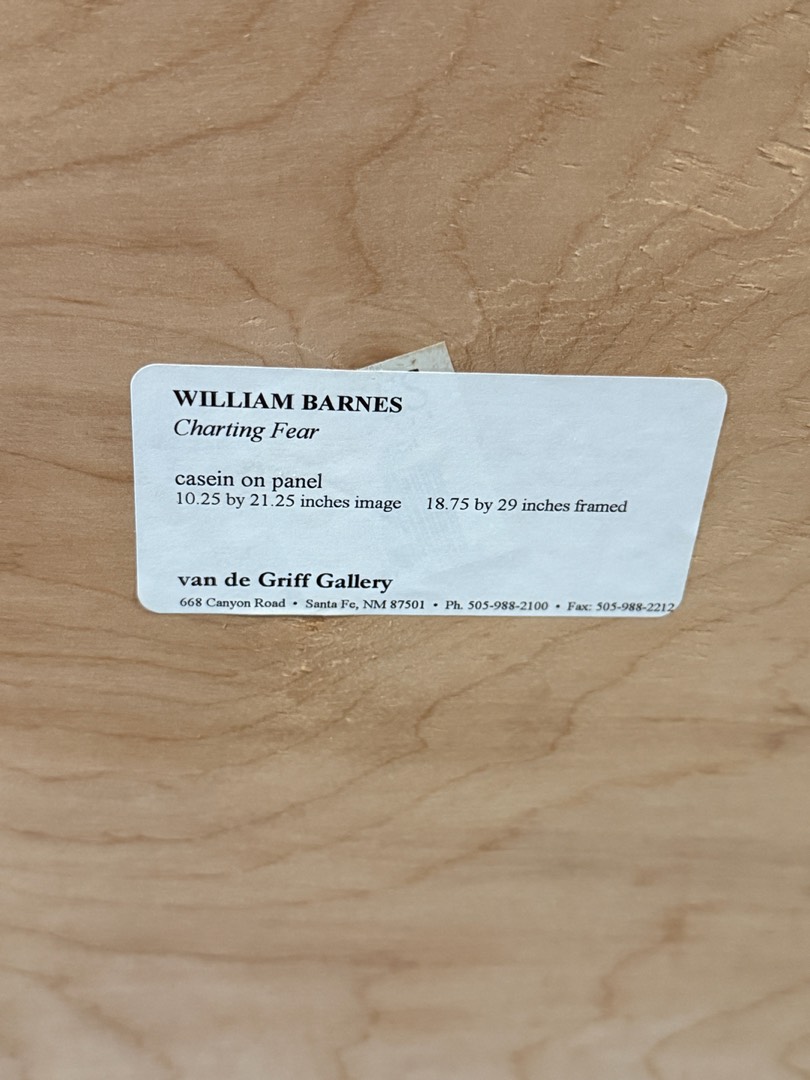 WILLIAM BARNES
Charting Fear
casein on panel
10.25 by 21.25 inches image 18.75 by 29 inches framed
van de Griff Gallery
668 Canyon Road • Santa Fe, NM 87501 • Ph. 505-988-2100 • Fax: 505-988-2212